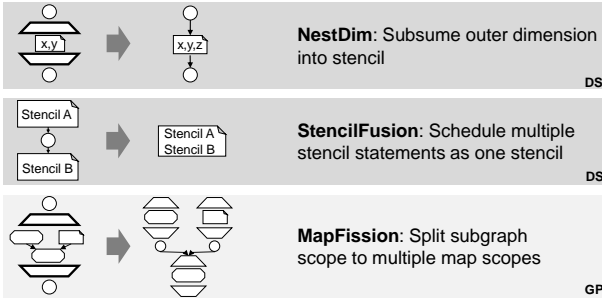 x,y
x,y,z
NestDim: Subsume outer dimension
into stencil
DS
Stencil A
Stencil B
Stencil A
Stencil B
StencilFusion: Schedule multiple
stencil statements as one stencil
DS
MapFission: Split subgraph
scope to multiple map scopes
GP